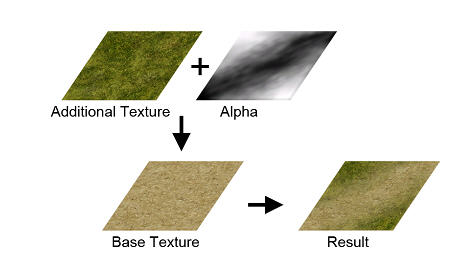 Additional Texture
Alpha
Base Texture
Result